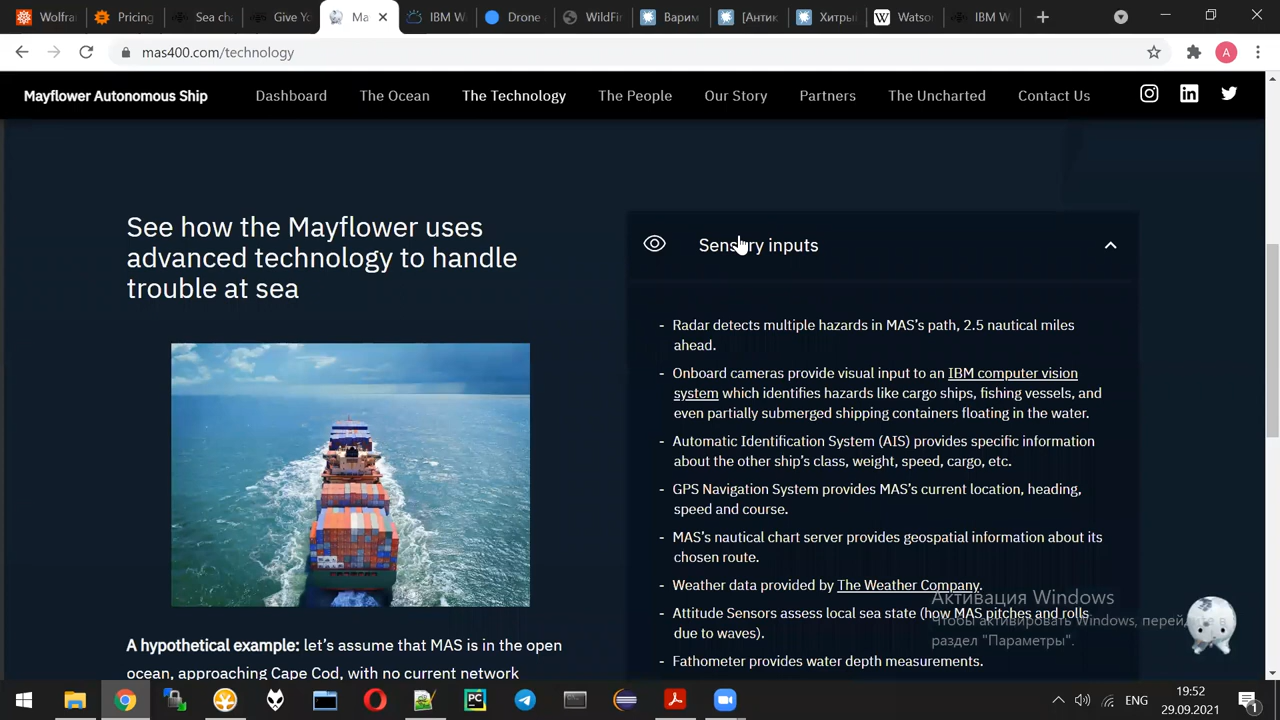 Wolfra
Pricing
Sea cha
Give Yo
Ma
IBM W
Drone
WildFir
Варим
[Антик
Хитрый
Watso
IBM W
mas400.com/technology
A
Mayflower Autonomous Ship
Dashboard
The Ocean
The Technology
The People
Our Story
Partners
The Uncharted
Contact Us
See how the Mayflower uses
advanced technology to handle
trouble at sea
A hypothetical example: let’s assume that MAS is in the open
ocean, approaching Cape Cod, with no current network
Sensory inputs
- Radar detects multiple hazards in MAS’s path, 2.5 nautical miles
ahead.
- Onboard cameras provide visual input to an IBM computer vision
system which identifies hazards like cargo ships, fishing vessels, and
even partially submerged shipping containers floating in the water.
- Automatic Identification System (AIS) provides specific information
about the other ship’s class, weight, speed, cargo, etc.
- GPS Navigation System provides MAS’s current location, heading,
speed and course.
- MAS’s nautical chart server provides geospatial information about its
chosen route.
- Weather data provided by The Weather Company.
- Attitude Sensors assess local sea state (how MAS pitches and rolls
due to waves).
- Fathometer provides water depth measurements.
Активация Windows
Чтобы активировать Windows, перейдите в
раздел "Параметры".
PC
ENG
19:52
29.09.2021
1